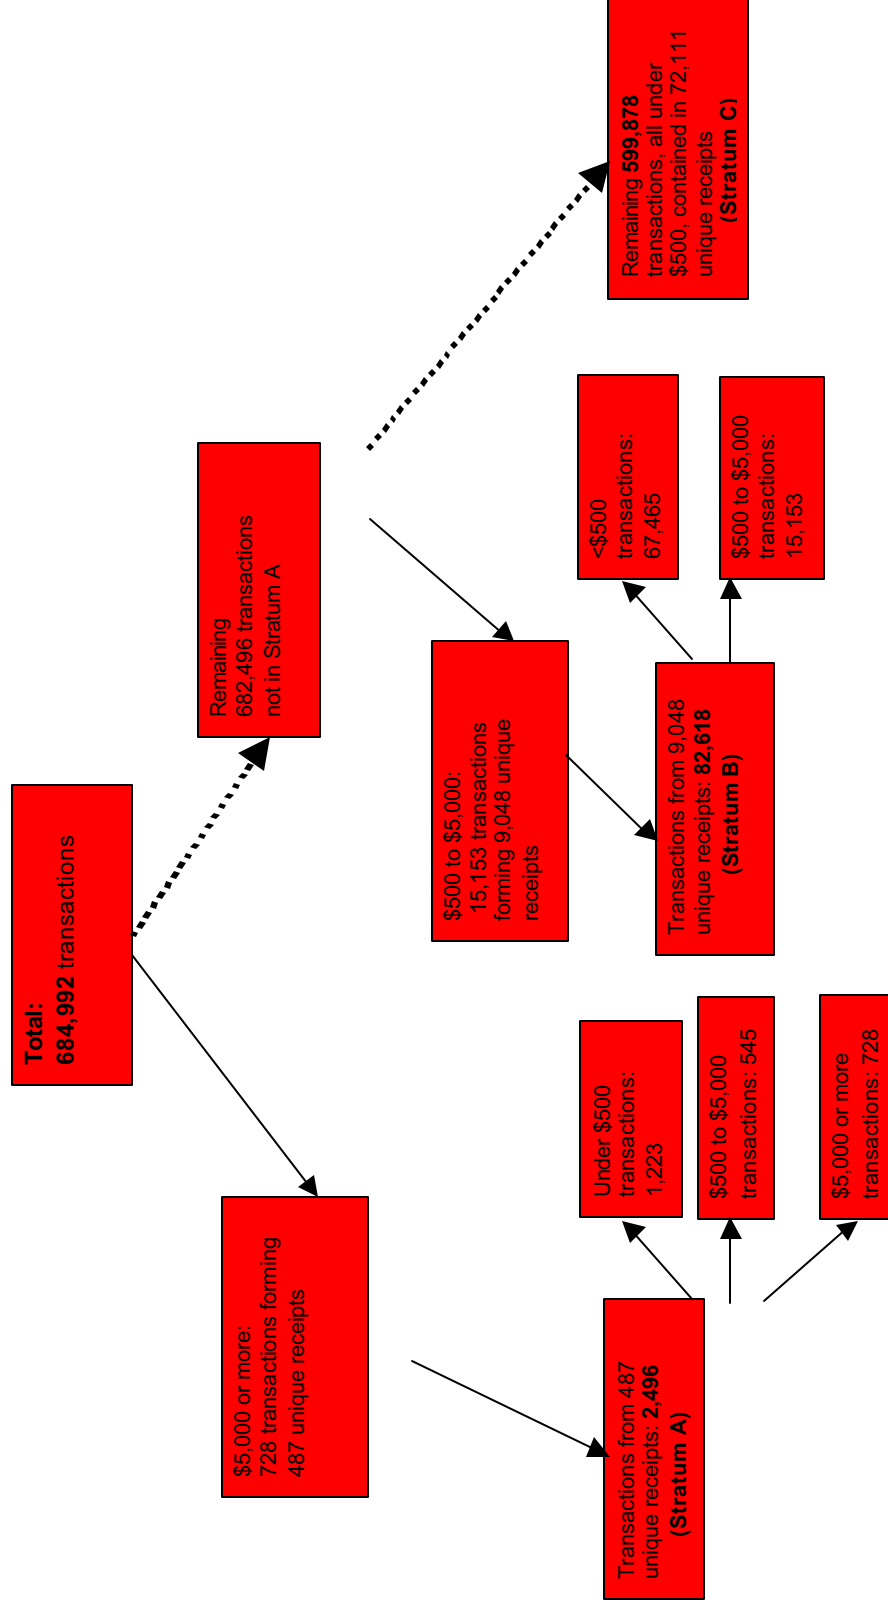 Total:
684,992 transactions
$5,000 or more:
728 transactions forming
487 unique receipts
Remaining
682,496 transactions
not in Stratum A
$500 to $5,000:
15,153 transactions
forming 9,048 unique
receipts
Transactions from 487
unique receipts: 2,496
(Stratum A)
Under $500
transactions:
1,223
$500 to $5,000
transactions: 545
$5,000 or more
transactions: 728
Transactions from 9,048
unique receipts: 82,618
(Stratum B)
<$500
transactions:
67,465
$500 to $5,000
transactions:
15,153
Remaining 599,878
transactions, all under
$500, contained in 72,111
unique receipts
(Stratum C)